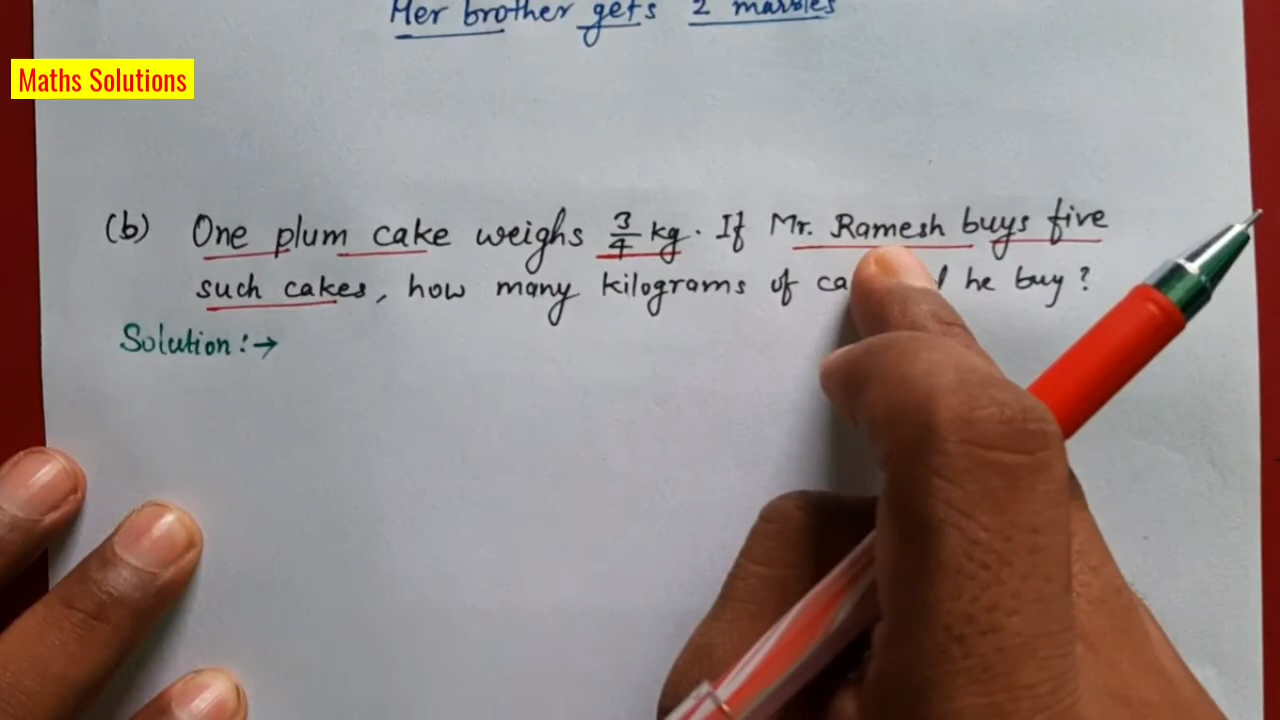 Her brother gets 2 marbles
Maths Solutions
(b) One plum cake weighs 3/4 kg. If Mr. Ramesh buys five
such cakes, how many kilograms of he buy?
Solution:→